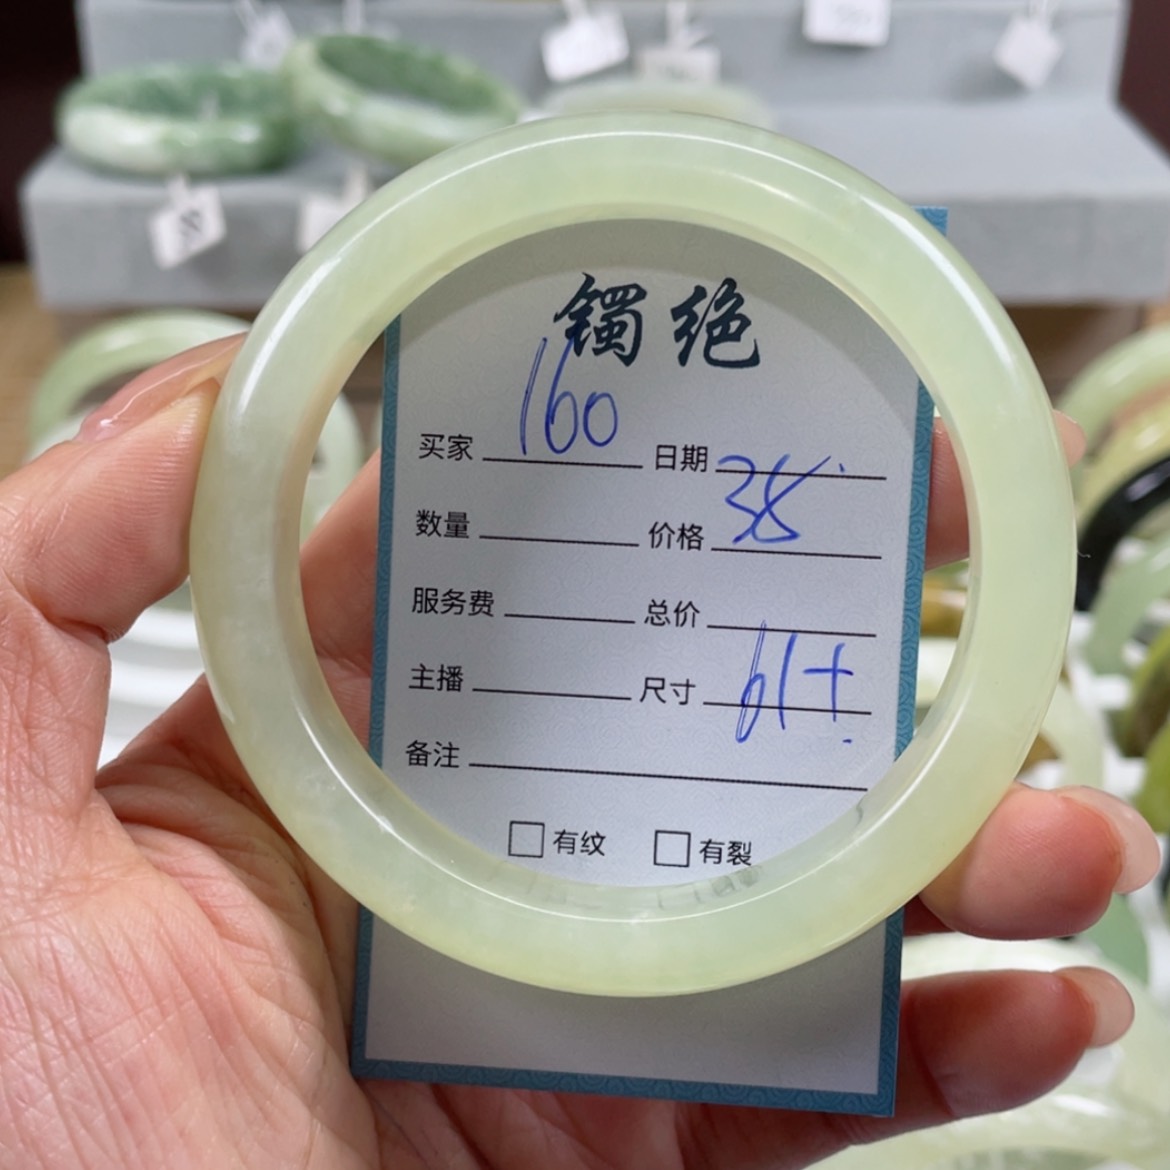 镯绝
160
买家 日期
38
数量 价格
服务费 总价
61+
主播 尺寸
备注
有纹 有裂